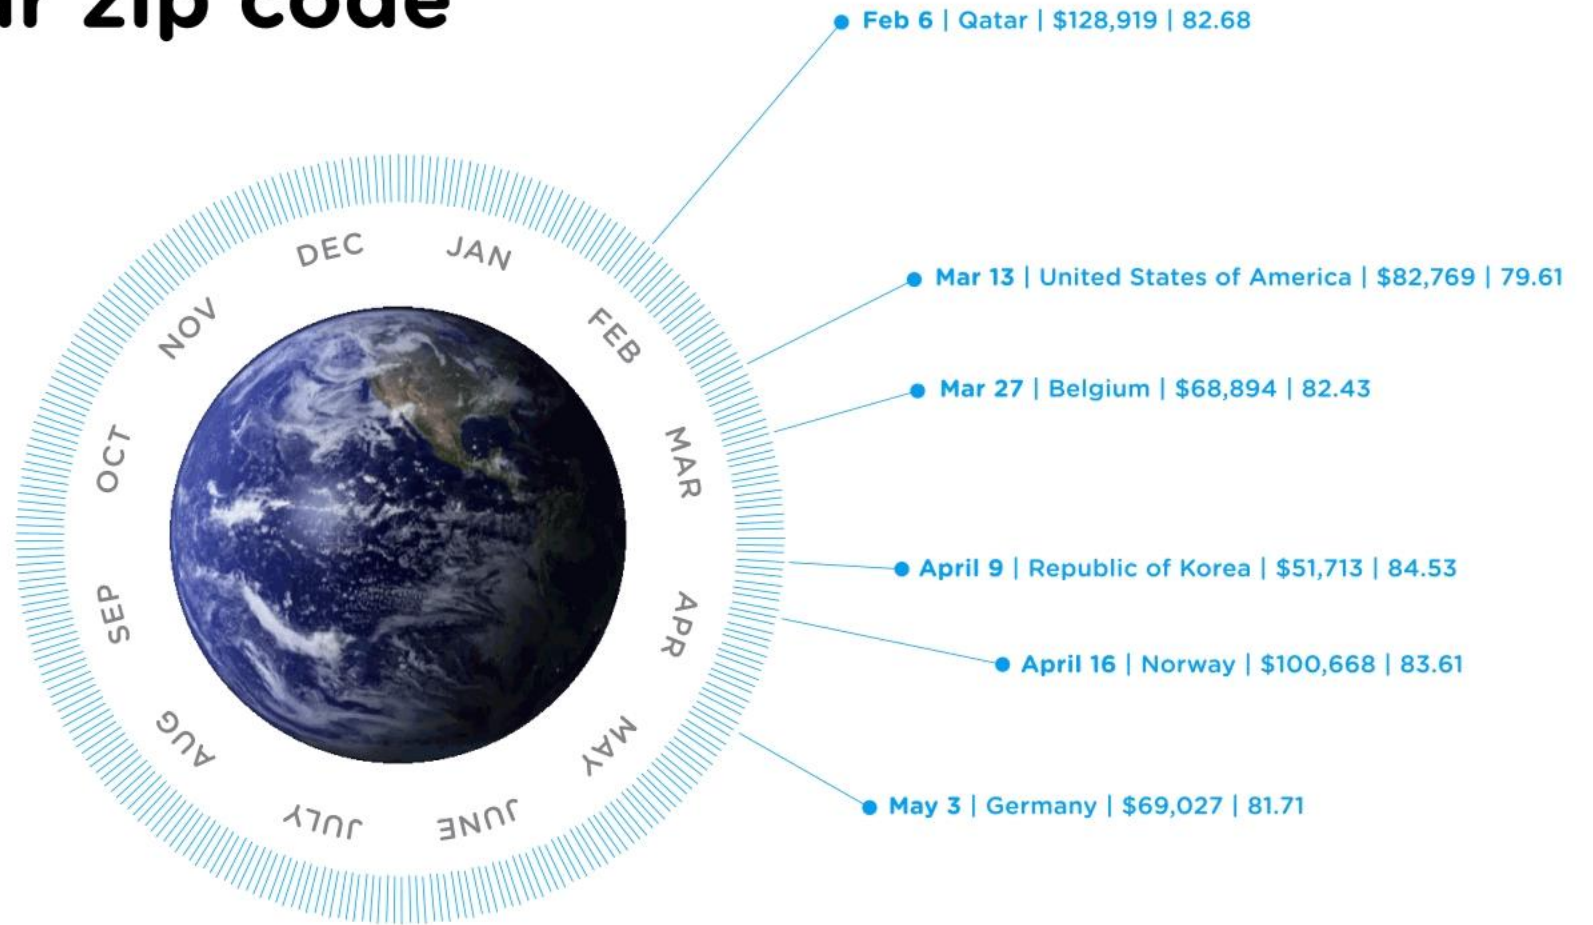 zip code
Feb 6 | Qatar | $128,919 | 82.68
Mar 13 | United States of America | $82,769 | 79.61
Mar 27 | Belgium | $68,894 | 82.43
April 9 | Republic of Korea | $51,713 | 84.53
April 16 | Norway | $100,668 | 83.61
May 3 | Germany | $69,027 | 81.71
JAN
FEB
MAR
APR
MAY
JUNE
JULY
AUG
SEP
OCT
NOV
DEC